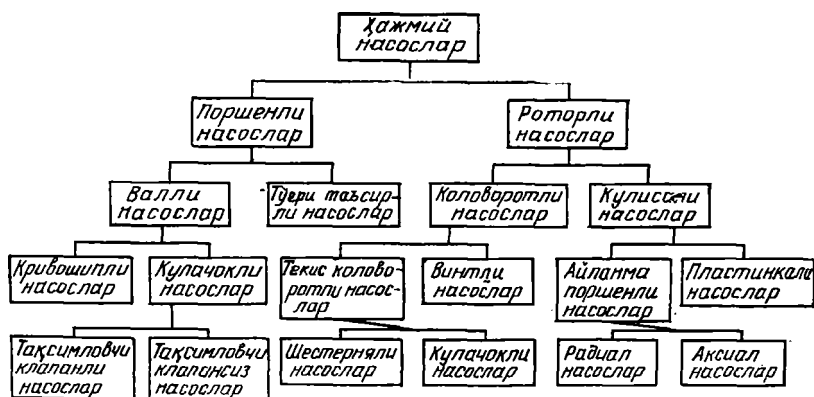 Ҳажмий
насослар
Поршенли
насослар
Роторли
насослар
Валли
насослар
Тўғри таъсир-
ли насослар
Коловоротли
насослар
Кулиссали
насослар
Кривошипли
насослар
Кулачокли
насослар
Текис колово-
ротли насос-
лар
Винтли
насослар
Айланма
поршенли
насослар
Пластинкали
насослар
Тақсимловчи
клапанли
насослар
Тақсимловчи
клапансиз
насослар
Шестерняли
насослар
Кулачокли
насослар
Радиал
насослар
Аксиал
насослар